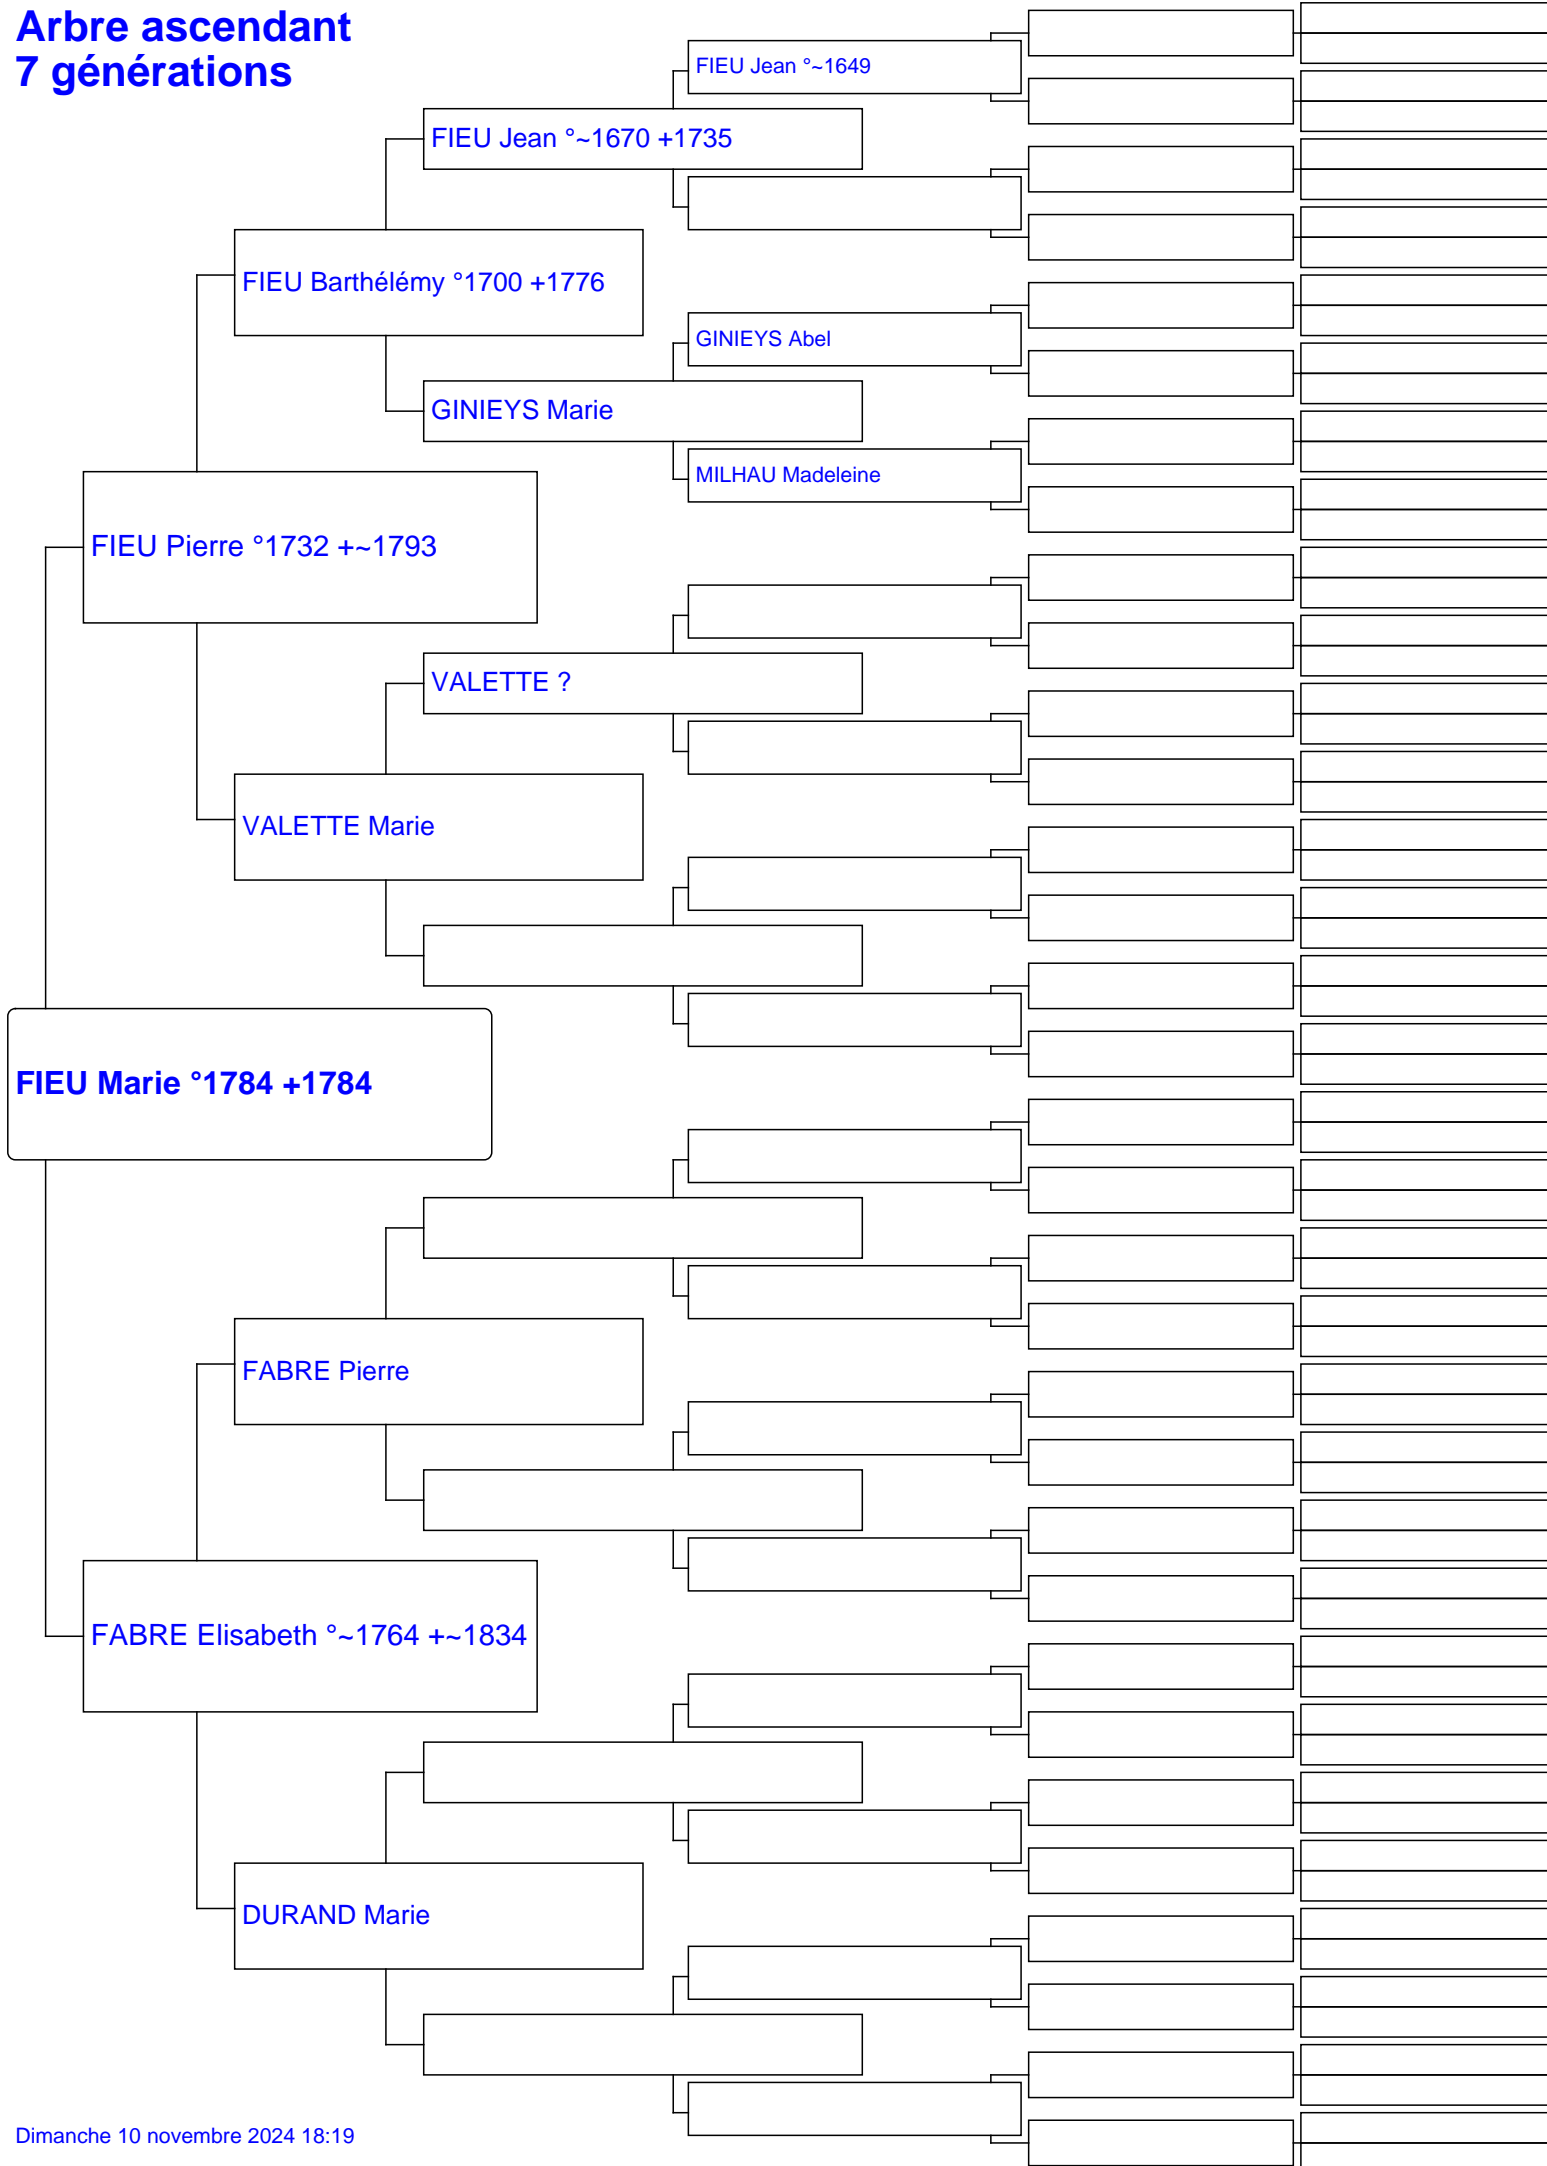 Arbre ascendant
7 générations
FIEU Jean °~1649
FIEU Jean °~1670 +1735
FIEU Barthélémy °1700 +1776
GINIEYS Abel
GINIEYS Marie
MILHAU Madeleine
FIEU Pierre °1732 +~1793
VALETTE ?
VALETTE Marie
FIEU Marie °1784 +1784
FABRE Pierre
FABRE Elisabeth °~1764 +~1834
DURAND Marie
Dimanche 10 novembre 2024 18:19